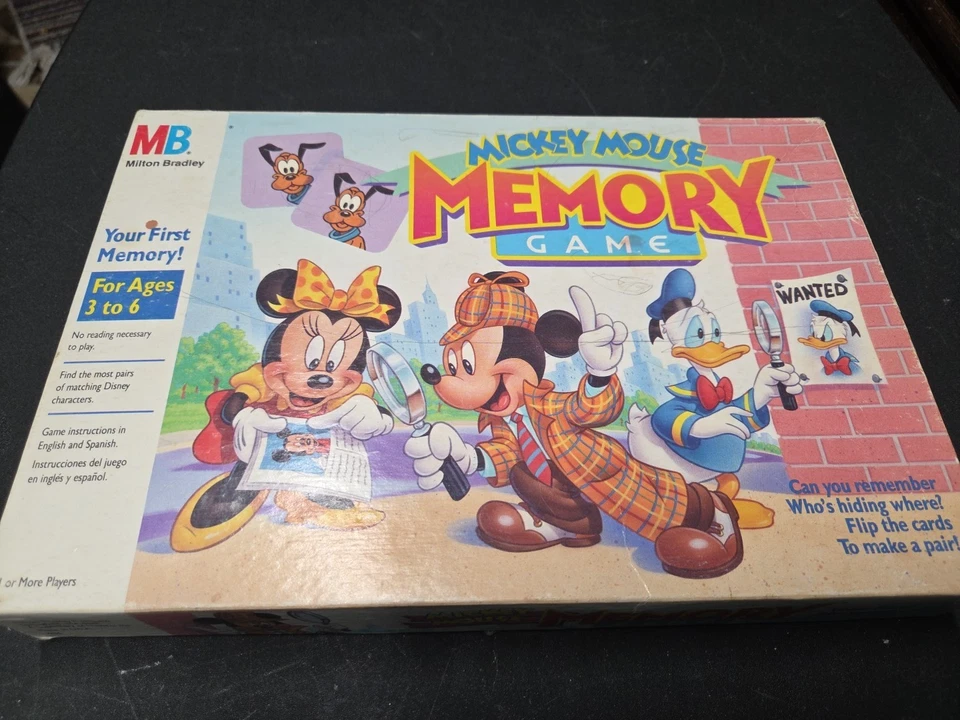 MB
Milton Bradley
Your First
Memory!
For Ages
3 to 6
No reading necessary
to play.
Find the most pairs
of matching Disney
characters.
Game instructions in
English and Spanish.
Instrucciones del juego
en inglés y español.
or More Players
MICKEY MOUSE
MEMORY
GAME
WANTED
Can you remember
Who's hiding where?
Flip the cards
To make a pair!